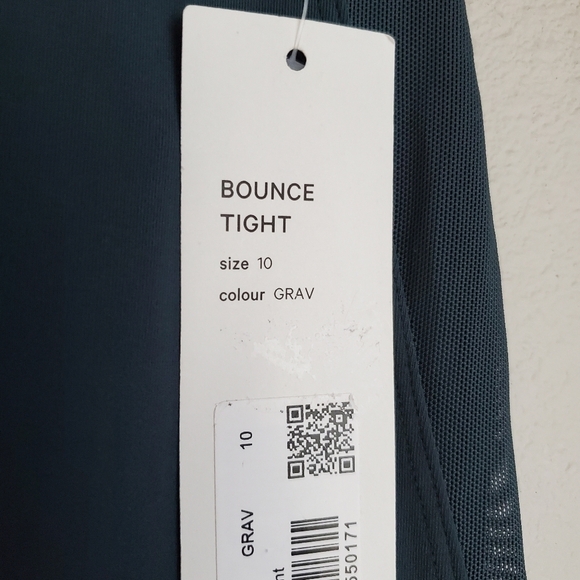 BOUNCE
TIGHT
size 10
colour GRAV
10
GRAV
550171